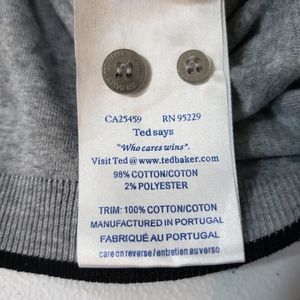 CA25459 RN 95229
Ted says
"Who cares wins".
Visit Ted @ www.tedbaker.com
98% COTTON/COTON
2% POLYESTER
TRIM: 100% COTTON/COTON
MANUFACTURED IN PORTUGAL
FABRIQUÉ AU PORTUGAL
care on reverse / entretien au verso